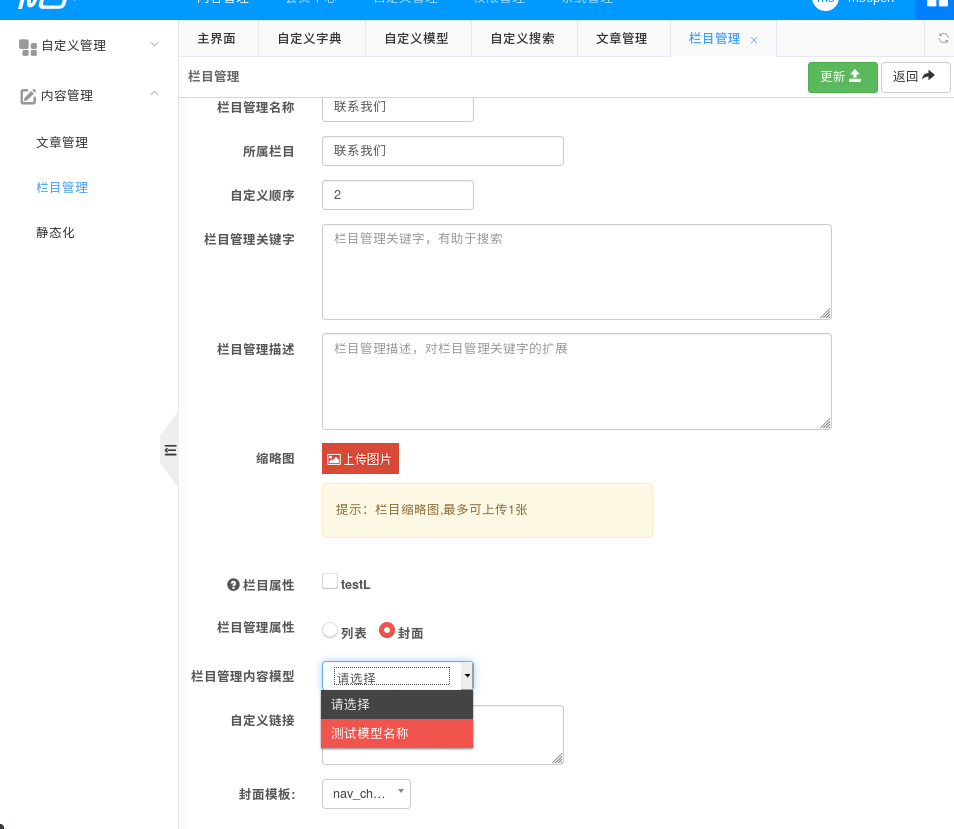 自定义管理
内容管理
文章管理
栏目管理
静态化
主界面
自定义字典
自定义模型
自定义搜索
文章管理
栏目管理 ×
栏目管理
更新
返回
栏目管理名称 联系我们
所属栏目 联系我们
自定义顺序 2
栏目管理关键字 栏目管理关键字，有助于搜索
栏目管理描述 栏目管理描述，对栏目管理关键字的扩展
缩略图 上传图片
提示：栏目缩略图,最多可上传1张
栏目属性 testL
栏目管理属性 列表 封面
栏目管理内容模型 请选择
请选择
自定义链接
测试模型名称
封面模板: nav_ch...